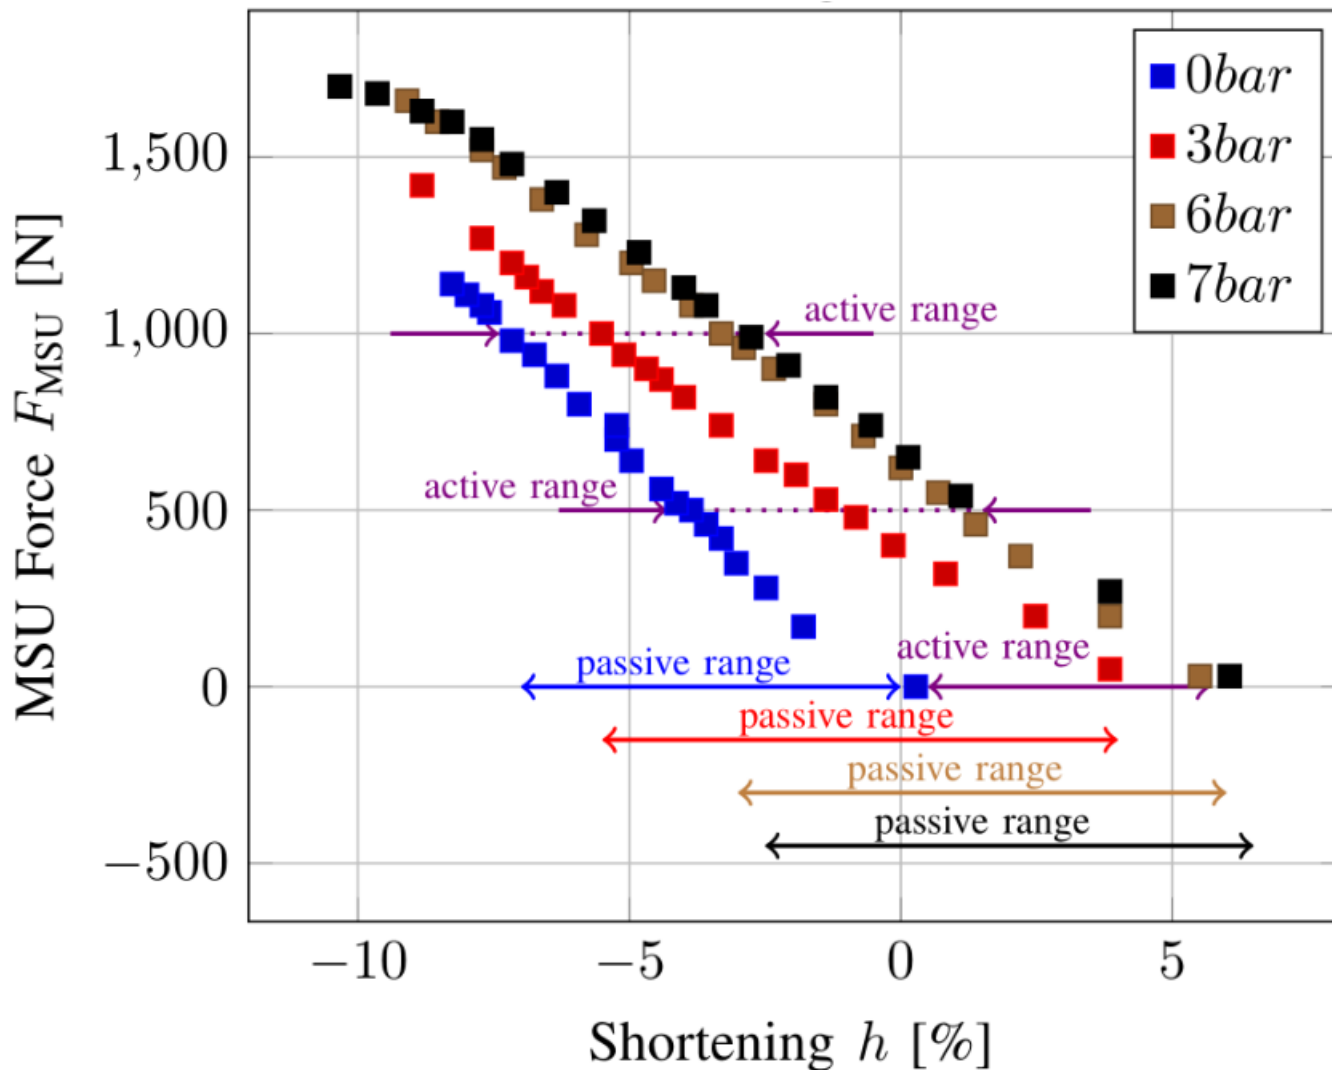 0bar
3bar
6bar
7bar
1,500
1,000
500
0
−500
MSU Force F_MSU [N]
active range
active range
active range
passive range
passive range
passive range
passive range
−10
−5
0
5
Shortening h [%]